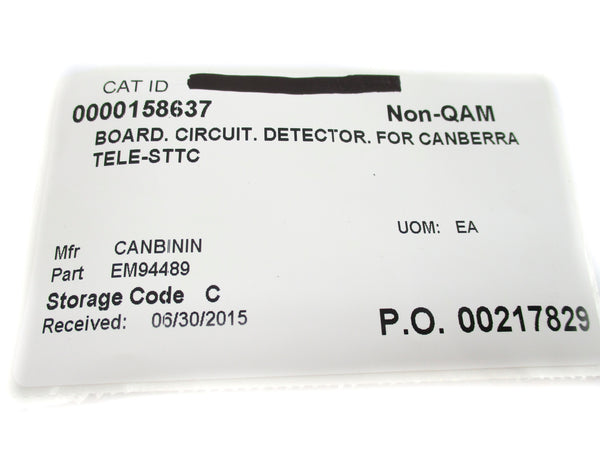 CAT ID
0000158637 Non-QAM
BOARD. CIRCUIT. DETECTOR. FOR CANBERRA
TELE-STTC
UOM: EA
Mfr CANBININ
Part EM94489
Storage Code C
Received: 06/30/2015
P.O. 00217829